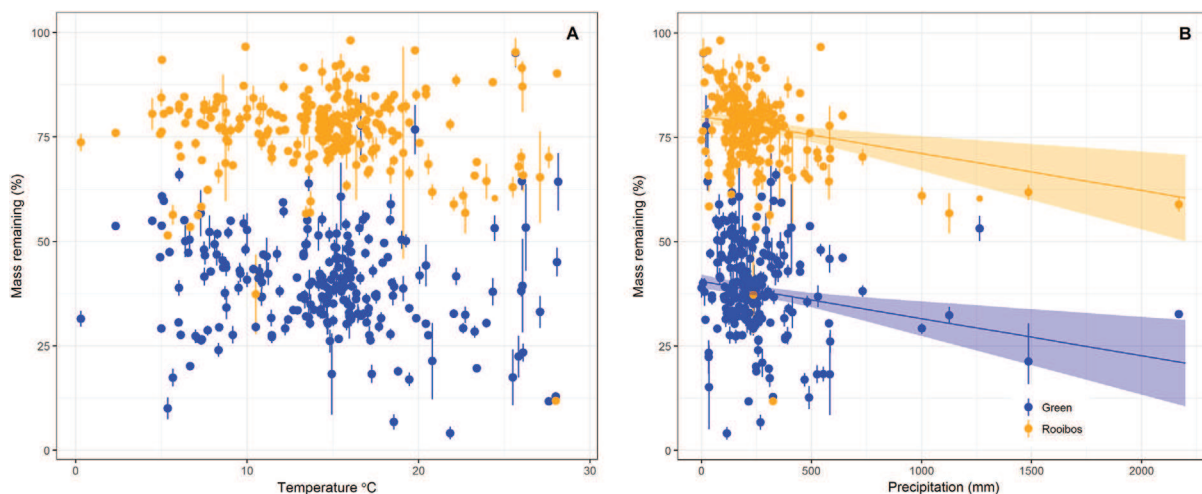 A
Mass remaining (%)
100
75
50
25
0
0
10
20
30
Temperature °C
B
Mass remaining (%)
100
75
50
25
0
0
500
1000
1500
2000
Precipitation (mm)
Green
Rooibos